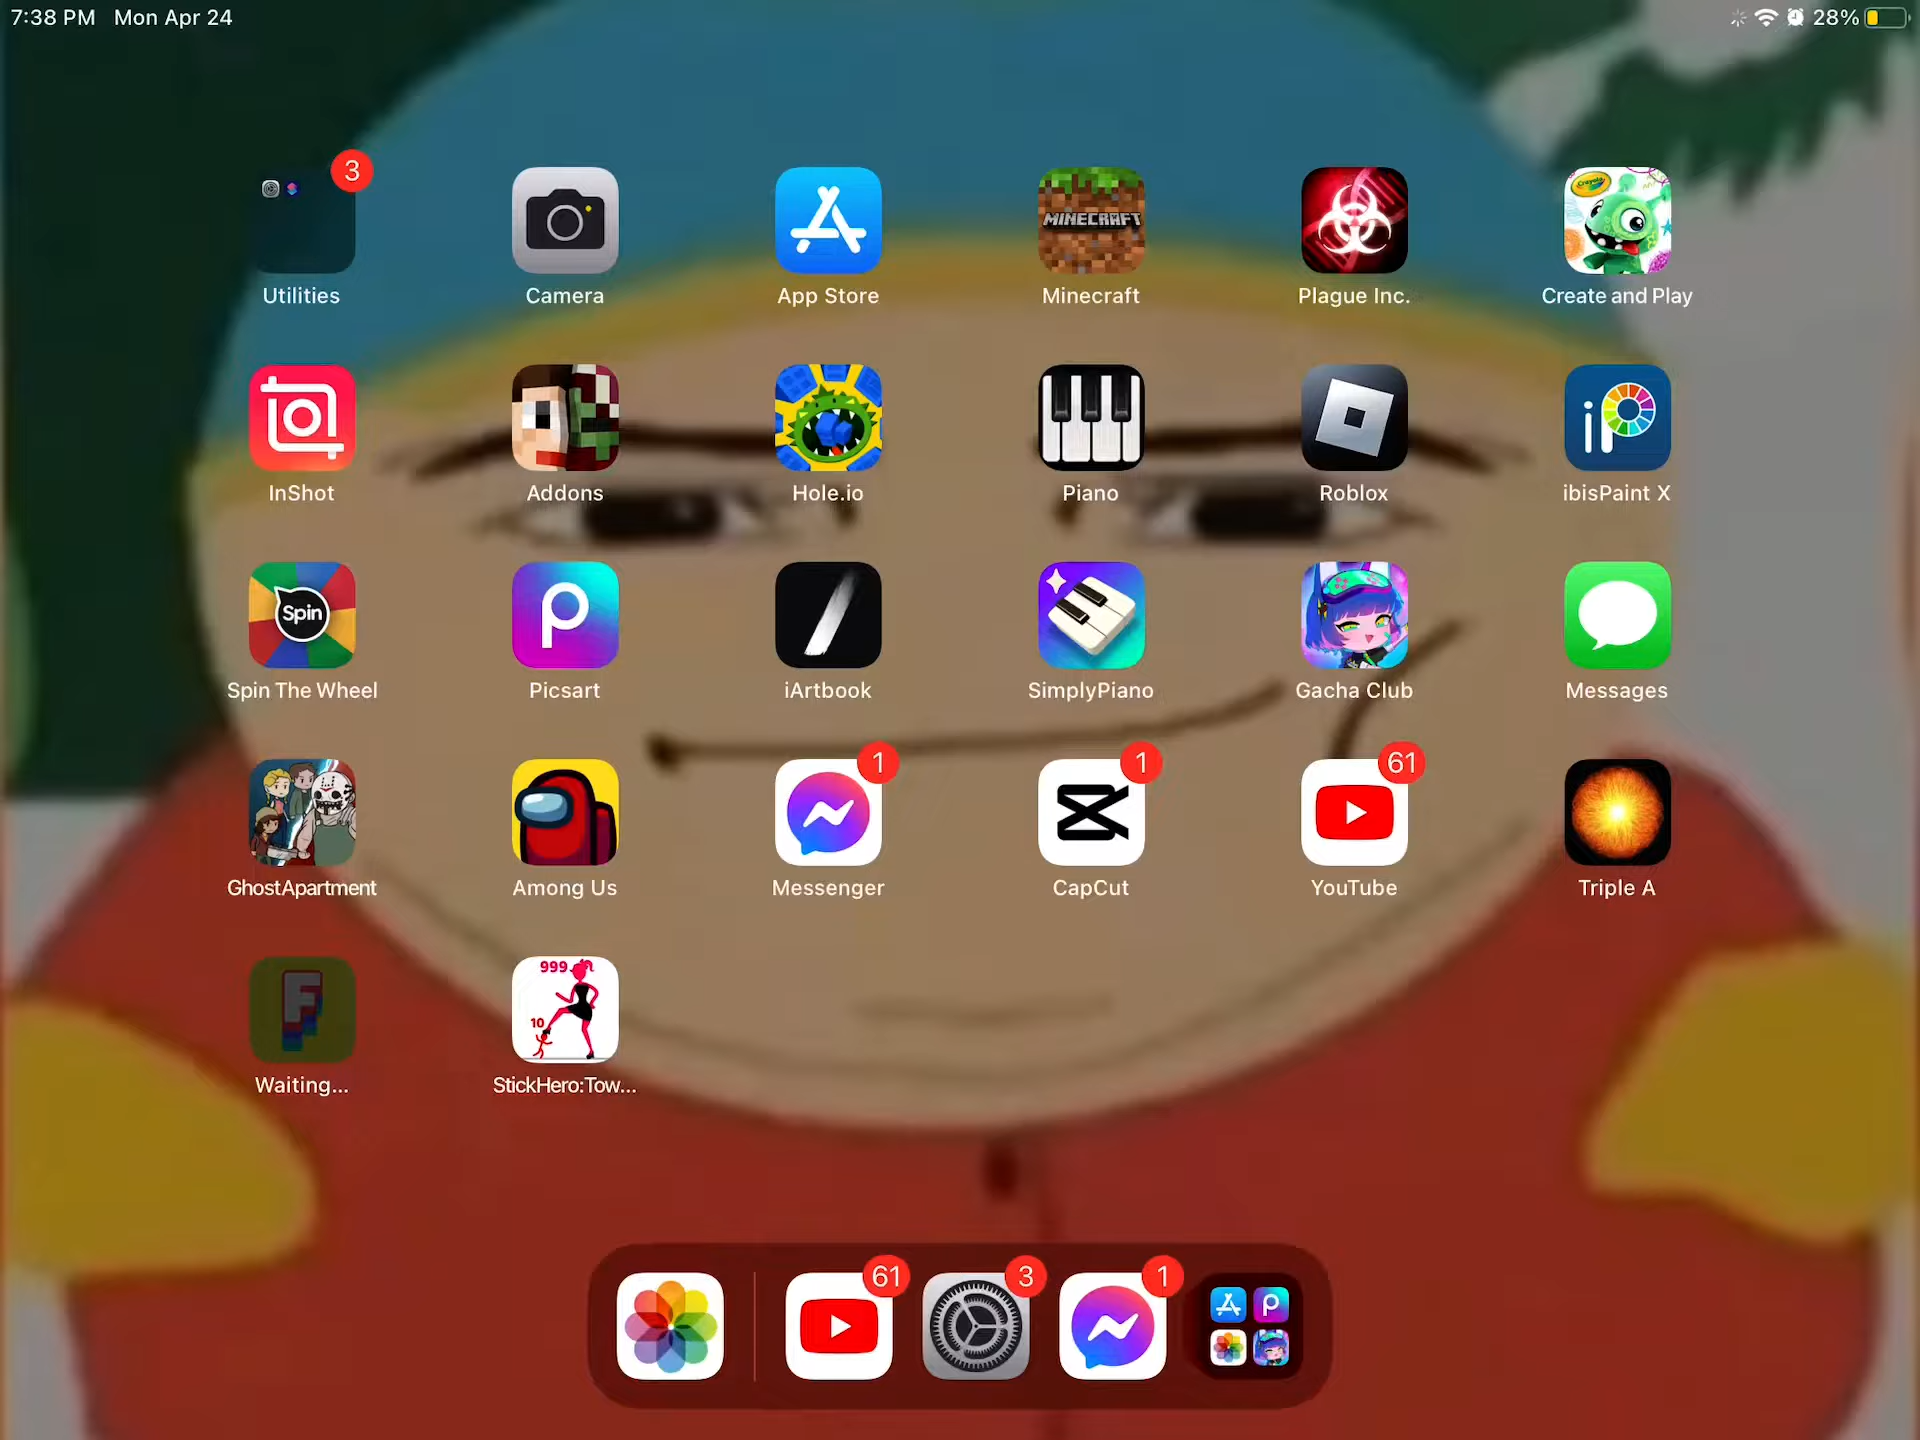 7:38 PM Mon Apr 24 28%
3
Utilities Camera App Store Minecraft Plague Inc. Create and Play
MINECRAFT
Crayola
InShot Addons Hole.io Piano Roblox ibisPaint X
iP
Spin
Spin The Wheel Picsart iArtbook SimplyPiano Gacha Club Messages
1 1 61
GhostApartment Among Us Messenger CapCut YouTube Triple A
F
999
10
Waiting... StickHero:Tow...
61 3 1